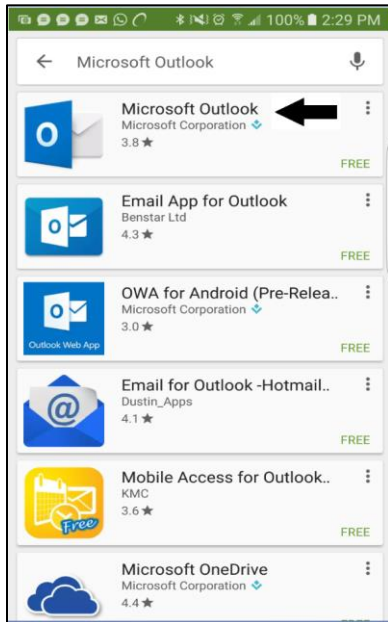 100% 2:29 PM
Microsoft Outlook
Microsoft Outlook
Microsoft Corporation
3.8★
FREE
Email App for Outlook
Benstar Ltd
4.3★
FREE
OWA for Android (Pre-Relea..
Microsoft Corporation
3.0★
Outlook Web App
FREE
Email for Outlook -Hotmail..
Dustin_Apps
4.1★
FREE
Mobile Access for Outlook..
KMC
3.6★
Free
FREE
Microsoft OneDrive
Microsoft Corporation
4.4★